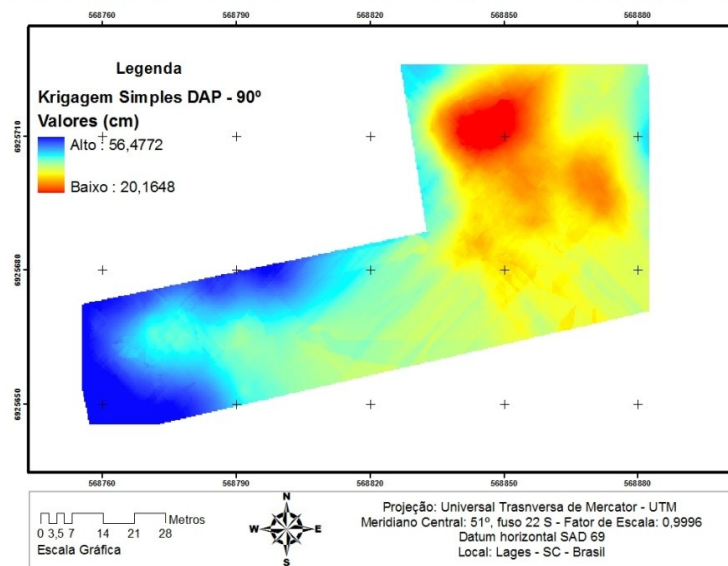 568760 568790 568820 568850 568880
Legenda
Krigagem Simples DAP - 90º
Valores (cm)
Alto : 56,4772
Baixo : 20,1648
6925710
6925680
6925650
568760 568790 568820 568850 568880
0 3,5 7 14 21 28 Metros
Escala Gráfica
N
W E
S
Projeção: Universal Trasnversa de Mercator - UTM
Meridiano Central: 51º, fuso 22 S - Fator de Escala: 0,9996
Datum horizontal SAD 69
Local: Lages - SC - Brasil